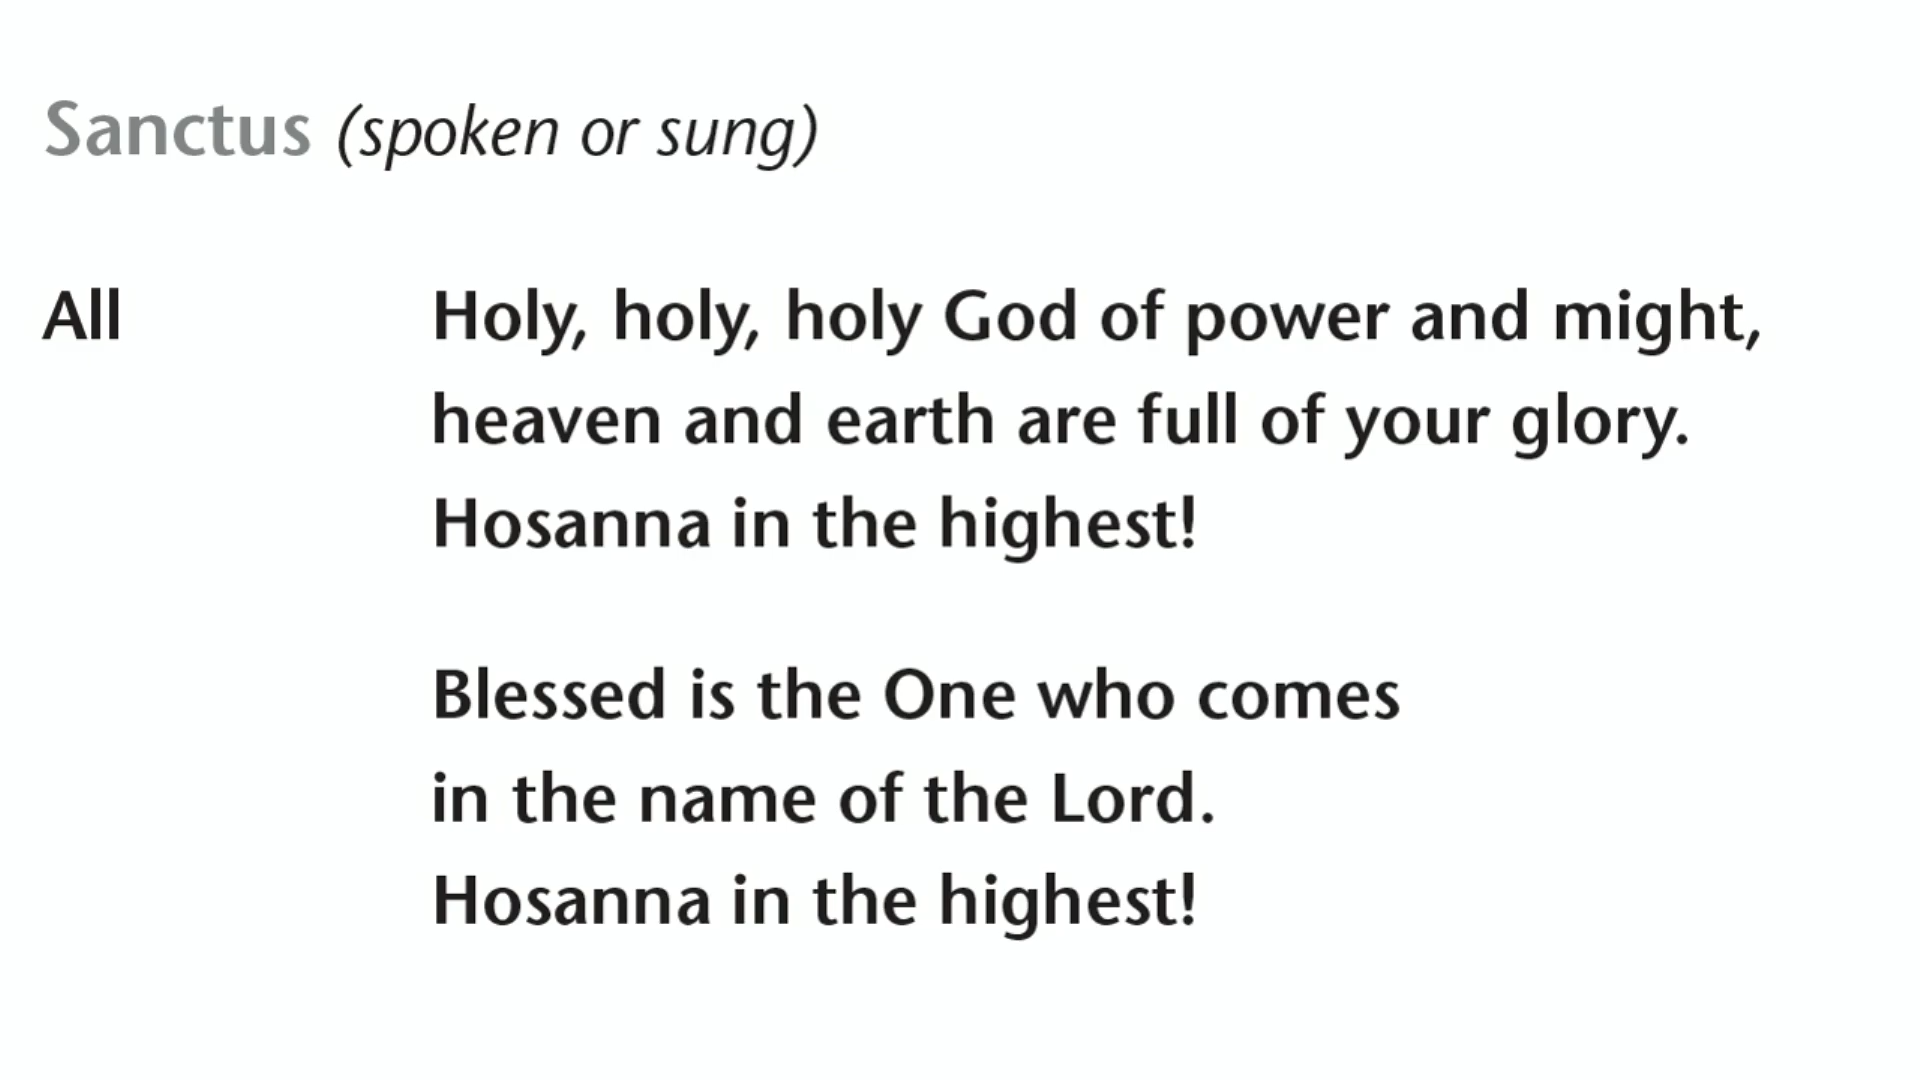 Sanctus (spoken or sung)
All Holy, holy, holy God of power and might,
heaven and earth are full of your glory.
Hosanna in the highest!
Blessed is the One who comes
in the name of the Lord.
Hosanna in the highest!